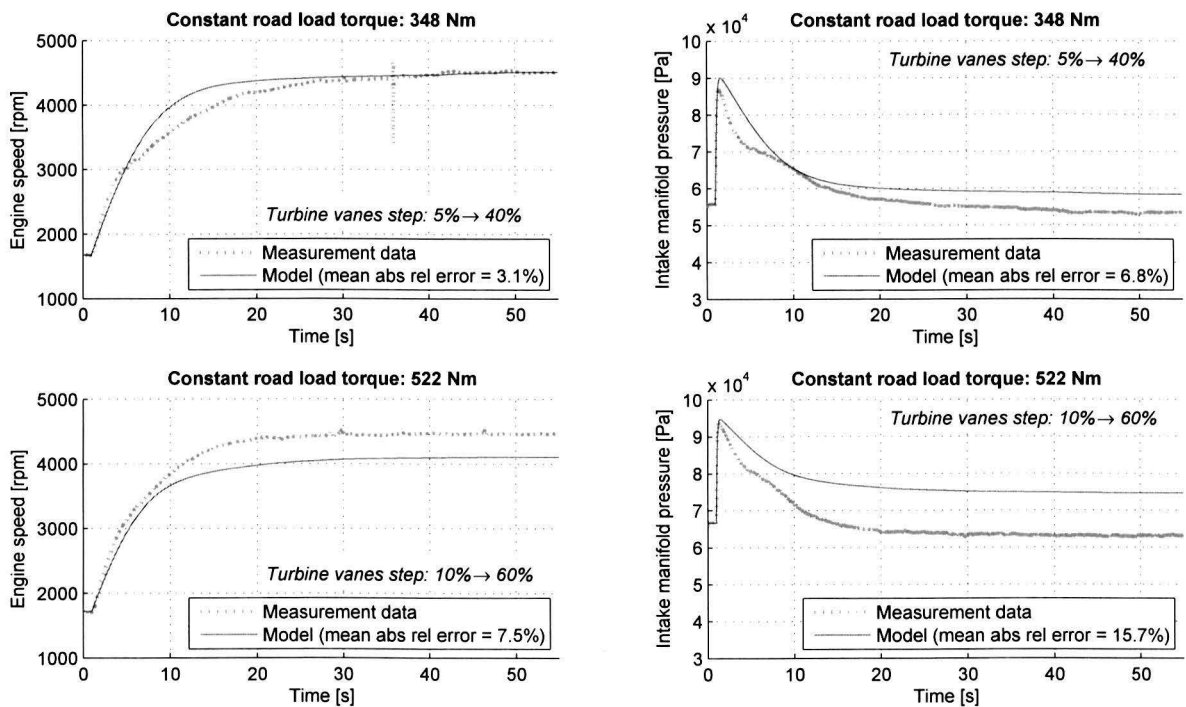 Constant road load torque: 348 Nm
5000
4000
3000
2000
1000
Engine speed [rpm]
Turbine vanes step: 5%→ 40%
Measurement data
Model (mean abs rel error = 3.1%)
0 10 20 30 40 50
Time [s]
Constant road load torque: 348 Nm
x 10⁴
10
9
8
7
6
5
4
3
Intake manifold pressure [Pa]
Turbine vanes step: 5%→ 40%
Measurement data
Model (mean abs rel error = 6.8%)
0 10 20 30 40 50
Time [s]
Constant road load torque: 522 Nm
5000
4000
3000
2000
1000
Engine speed [rpm]
Turbine vanes step: 10%→ 60%
Measurement data
Model (mean abs rel error = 7.5%)
0 10 20 30 40 50
Time [s]
Constant road load torque: 522 Nm
x 10⁴
10
9
8
7
6
5
4
3
Intake manifold pressure [Pa]
Turbine vanes step: 10%→ 60%
Measurement data
Model (mean abs rel error = 15.7%)
0 10 20 30 40 50
Time [s]